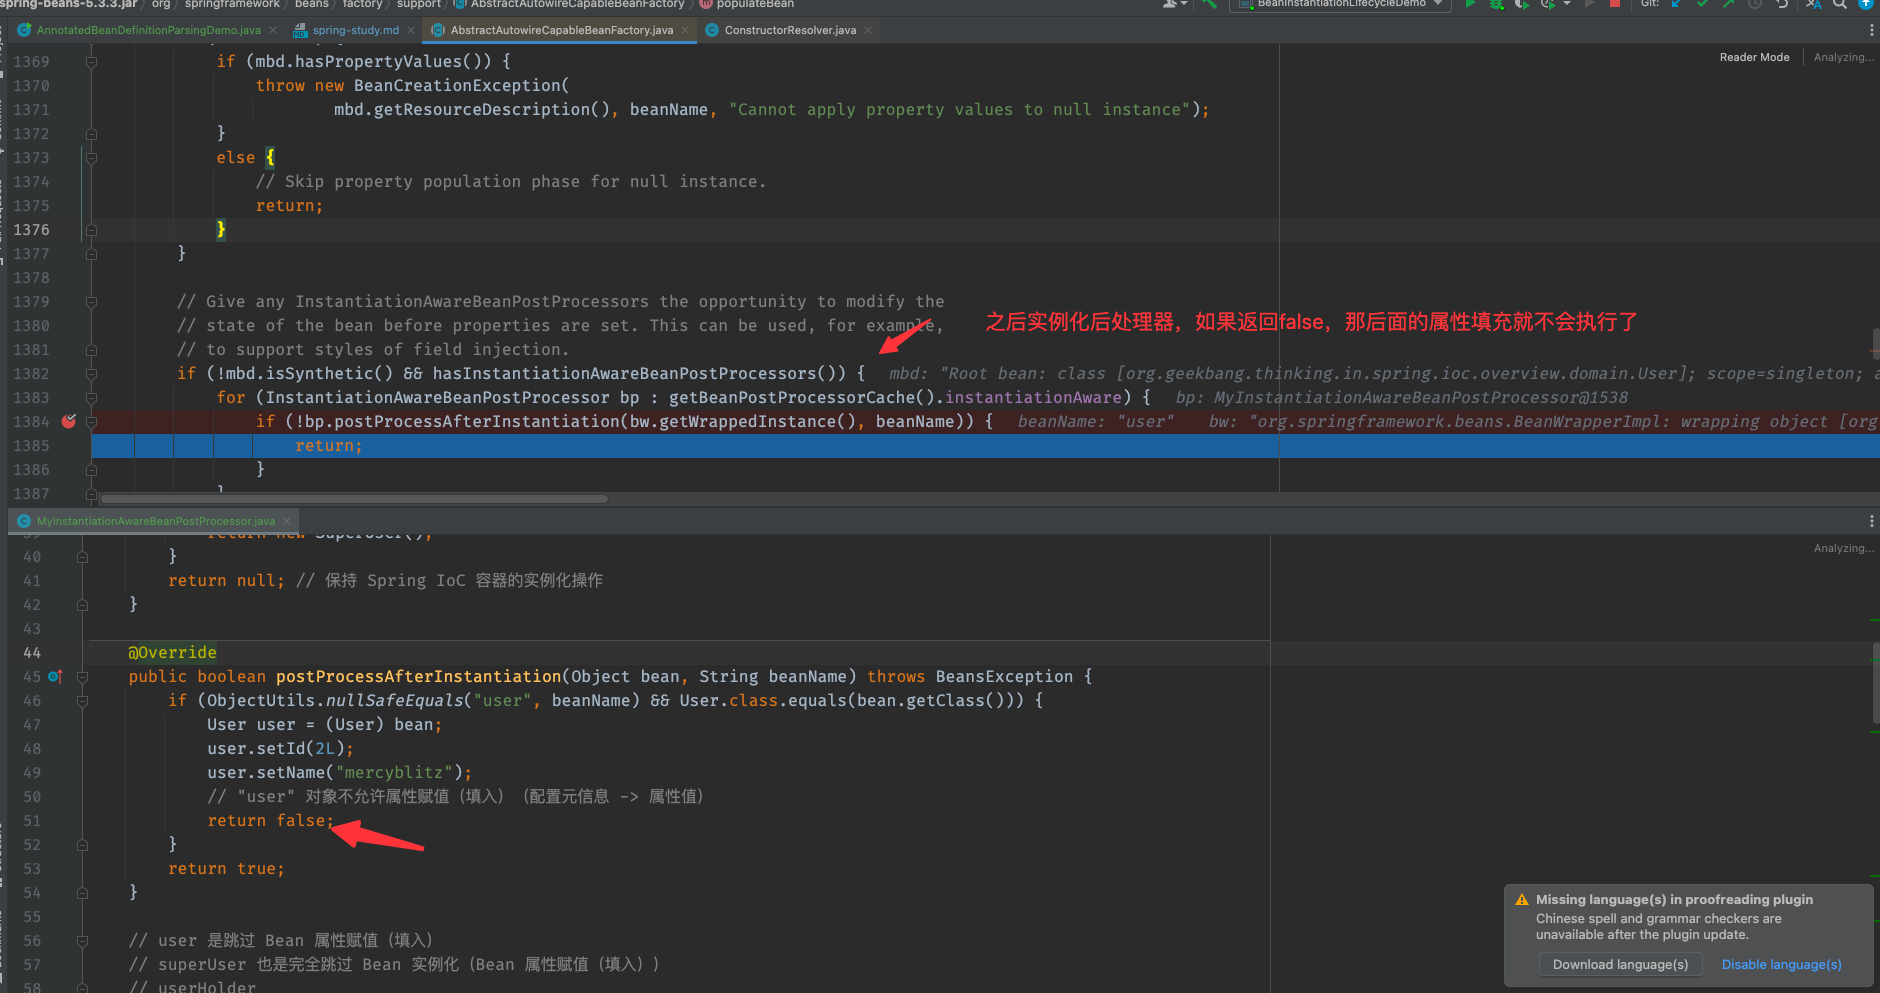 spring-beans-5.3.3.jar › org › springframework › beans › factory › support › AbstractAutowireCapableBeanFactory › populateBean
BeanInstantiationLifecycleDemo
Git:
AnnotatedBeanDefinitionParsingDemo.java
spring-study.md
AbstractAutowireCapableBeanFactory.java
ConstructorResolver.java
Reader Mode
Analyzing...
1369 if (mbd.hasPropertyValues()) {
1370 throw new BeanCreationException(
1371 mbd.getResourceDescription(), beanName, "Cannot apply property values to null instance");
1372 }
1373 else {
1374 // Skip property population phase for null instance.
1375 return;
1376 }
1377 }
1378
1379 // Give any InstantiationAwareBeanPostProcessors the opportunity to modify the
1380 // state of the bean before properties are set. This can be used, for example,
之后实例化后处理器，如果返回false，那后面的属性填充就不会执行了
1381 // to support styles of field injection.
1382 if (!mbd.isSynthetic() && hasInstantiationAwareBeanPostProcessors()) { mbd: "Root bean: class [org.geekbang.thinking.in.spring.ioc.overview.domain.User]; scope=singleton; a
1383 for (InstantiationAwareBeanPostProcessor bp : getBeanPostProcessorCache().instantiationAware) { bp: MyInstantiationAwareBeanPostProcessor@1538
1384 if (!bp.postProcessAfterInstantiation(bw.getWrappedInstance(), beanName)) { beanName: "user" bw: "org.springframework.beans.BeanWrapperImpl: wrapping object [org
1385 return;
1386 }
1387 }
MyInstantiationAwareBeanPostProcessor.java
39 return new SuperUser();
Analyzing...
40 }
41 return null; // 保持 Spring IoC 容器的实例化操作
42 }
43
44 @Override
45 public boolean postProcessAfterInstantiation(Object bean, String beanName) throws BeansException {
46 if (ObjectUtils.nullSafeEquals("user", beanName) && User.class.equals(bean.getClass())) {
47 User user = (User) bean;
48 user.setId(2L);
49 user.setName("mercyblitz");
50 // "user" 对象不允许属性赋值（填入）（配置元信息 -> 属性值）
51 return false;
52 }
53 return true;
54 }
55
56 // user 是跳过 Bean 属性赋值（填入）
57 // superUser 也是完全跳过 Bean 实例化（Bean 属性赋值（填入））
58 // userHolder
Missing language(s) in proofreading plugin
Chinese spell and grammar checkers are
unavailable after the plugin update.
Download language(s)
Disable language(s)